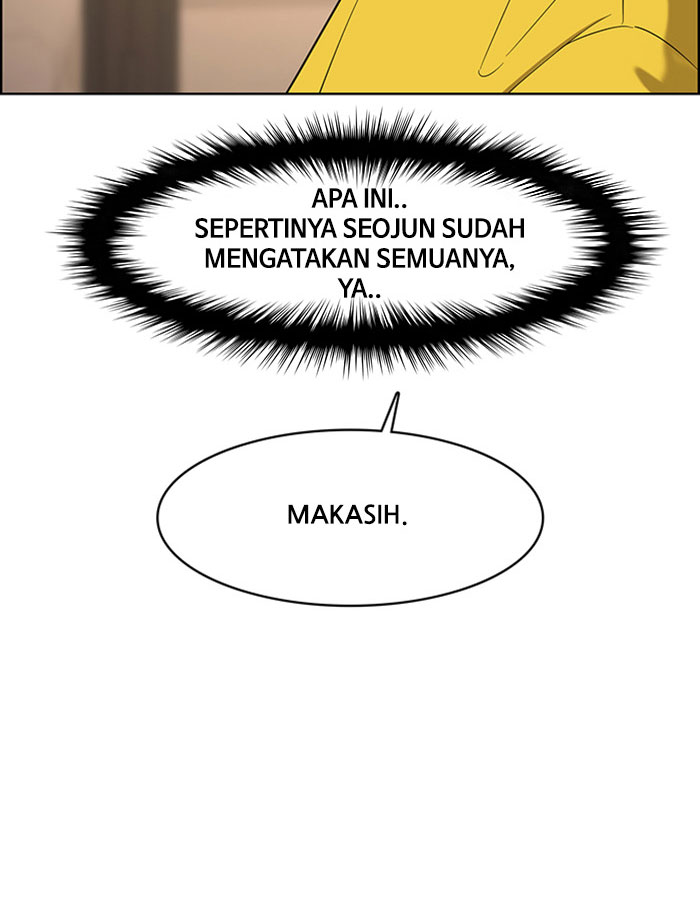 APA INI..
SEPERTINYA SEOJUN SUDAH
MENGATAKAN SEMUANYA,
YA..
MAKASIH.